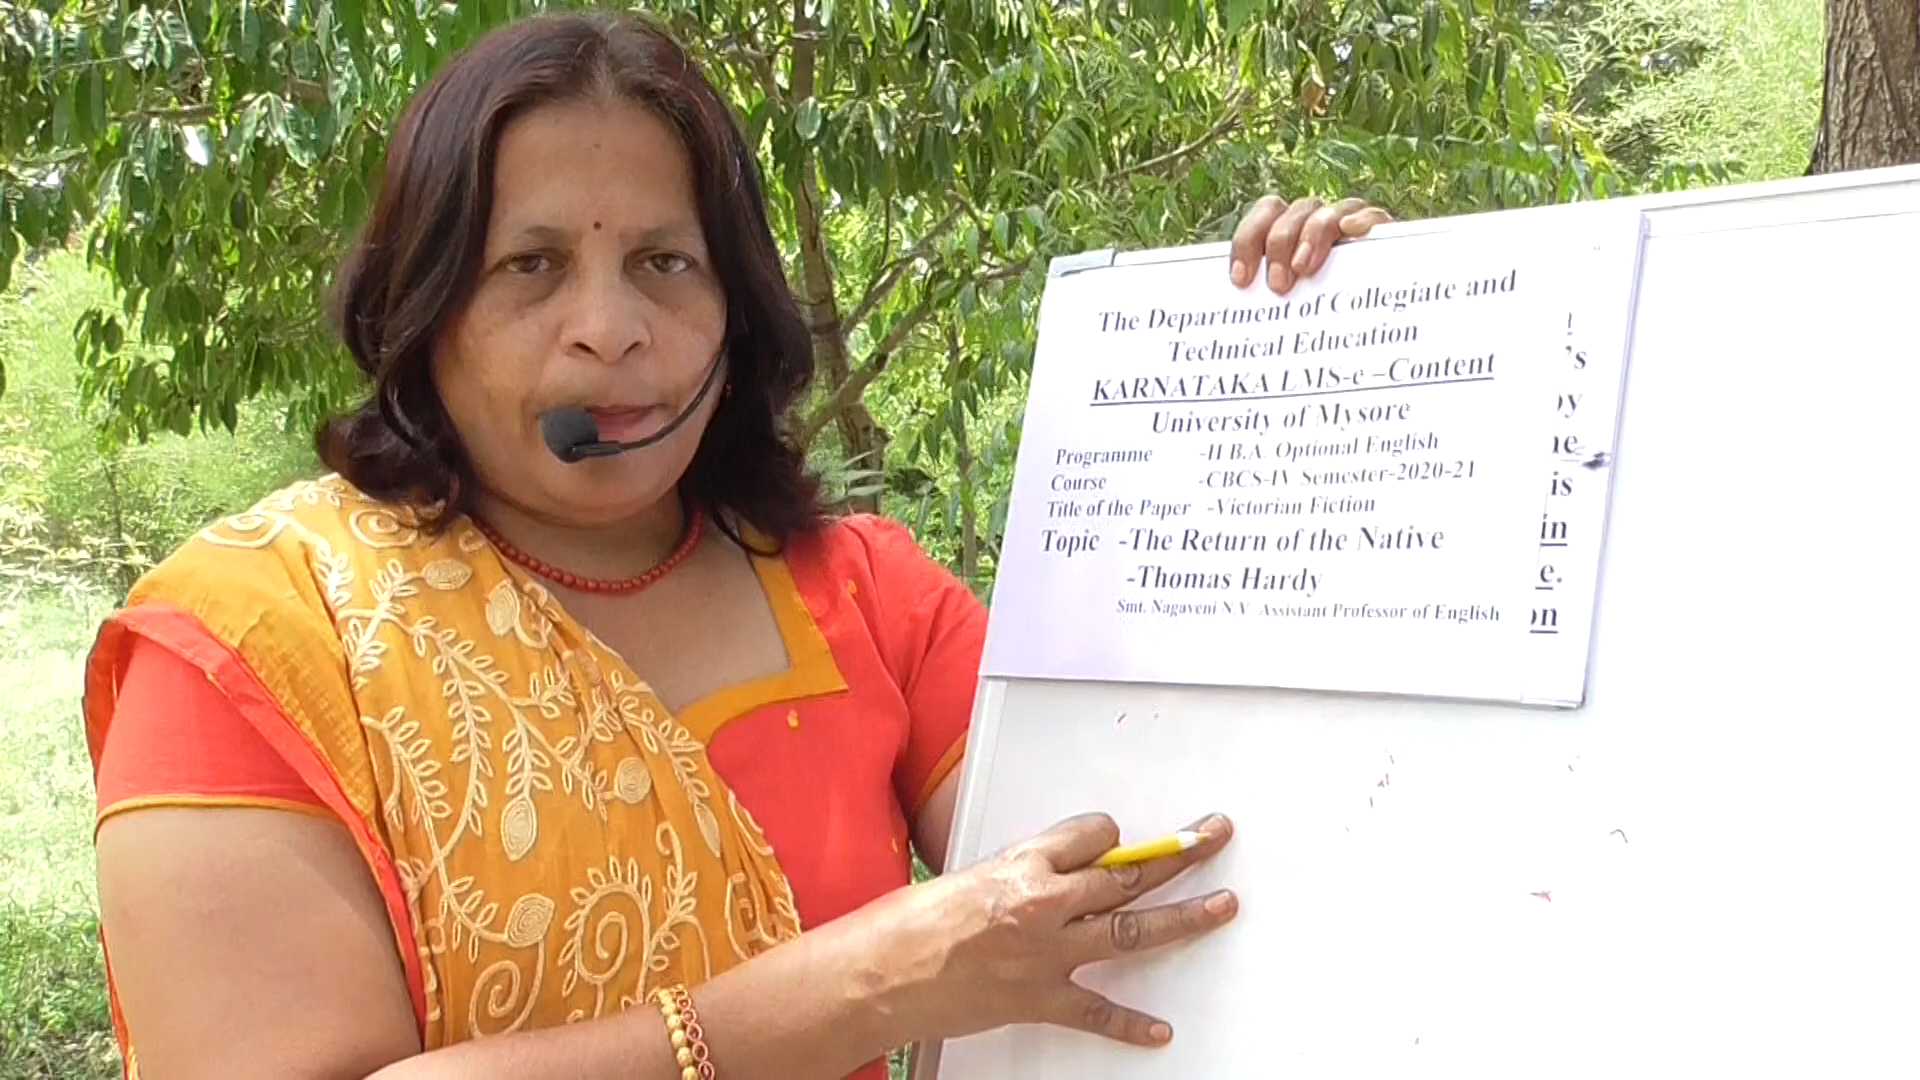 The Department of Collegiate and
Technical Education
KARNATAKA LMS-e –Content
University of Mysore
Programme -II B.A. Optional English
Course -CBCS-IV Semester-2020-21
Title of the Paper -Victorian Fiction
Topic -The Return of the Native
-Thomas Hardy
Smt. Nagaveni N.V. Assistant Professor of English
's
is
in
e.